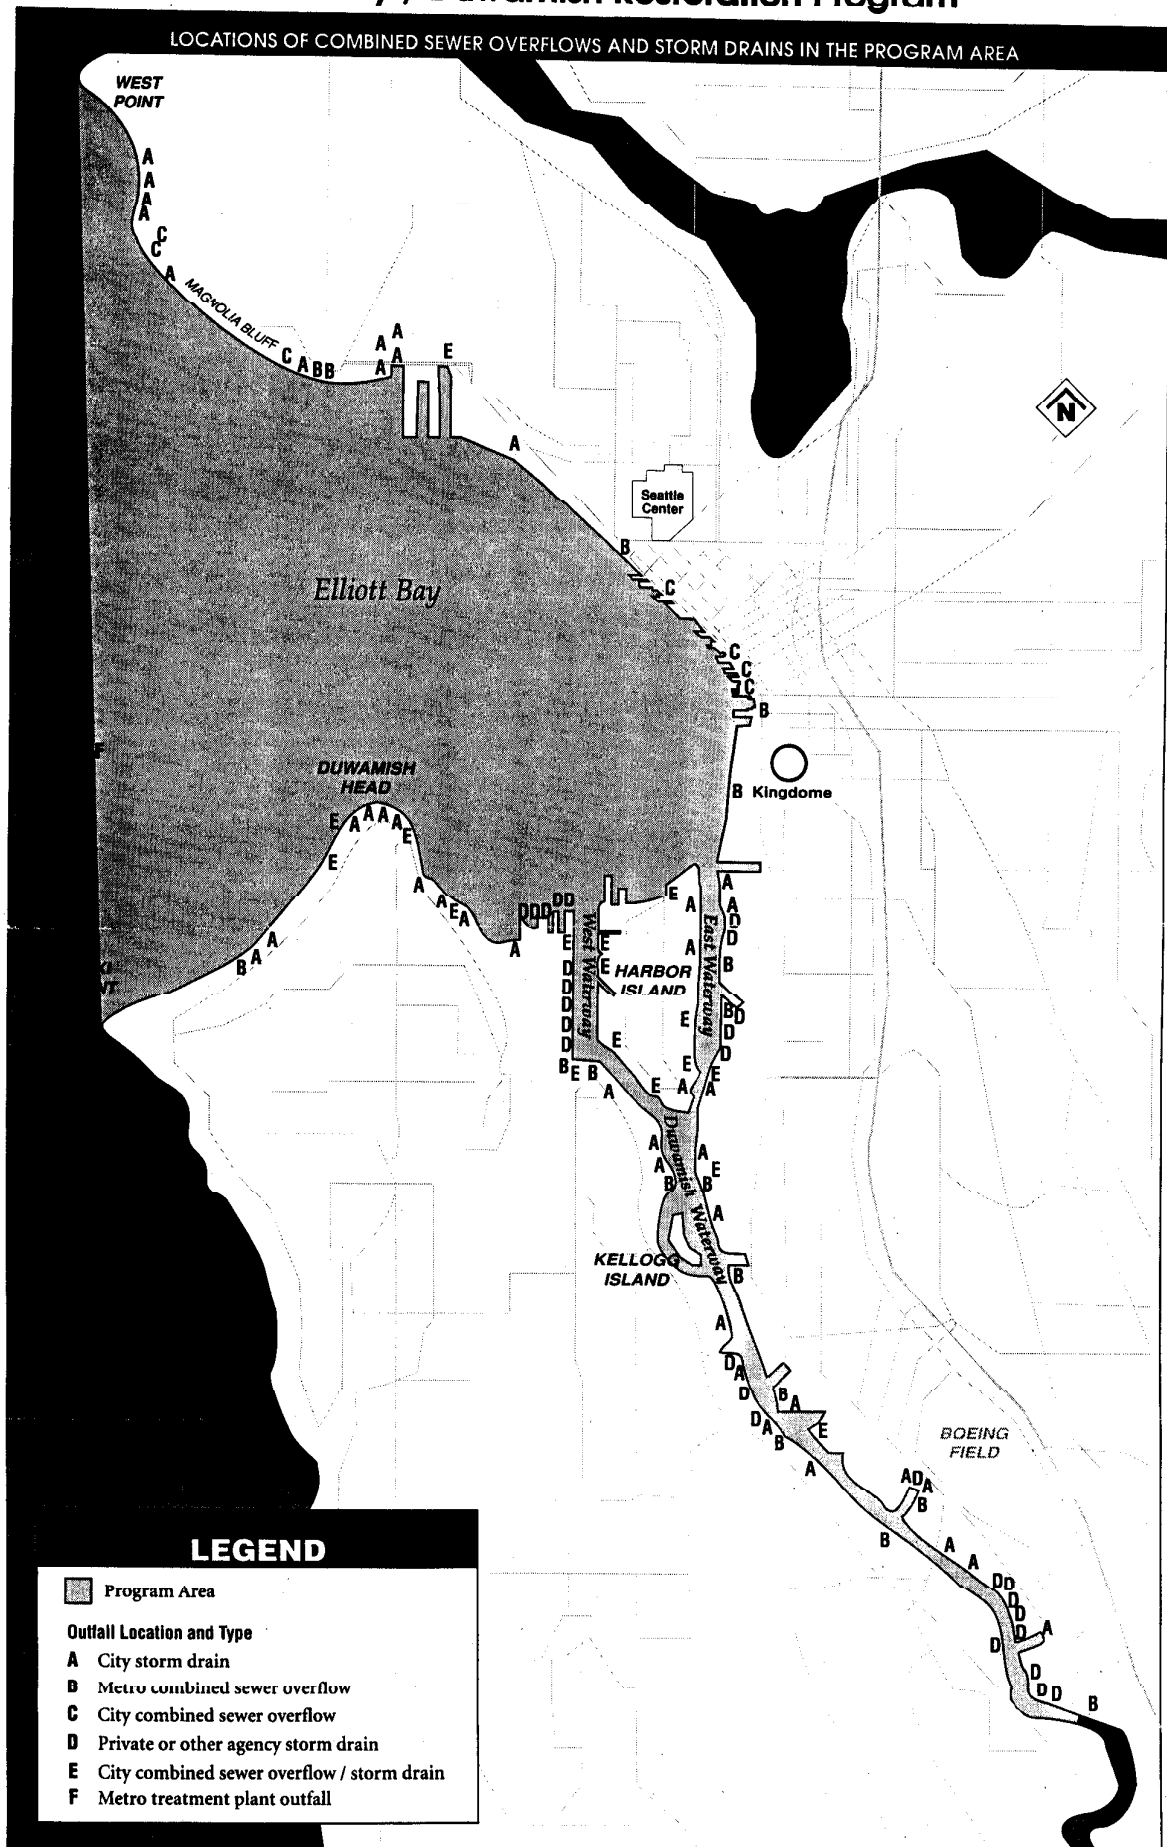 Duwamish Restoration Program
LOCATIONS OF COMBINED SEWER OVERFLOWS AND STORM DRAINS IN THE PROGRAM AREA
WEST
POINT
A
A
A
A
C
C
A
MAGNOLIA BLUFF
C A B B
A
A A
A
E
A
N
Seattle
Center
B
C
Elliott Bay
C
C
C
B
Kingdome
B
F
DUWAMISH
HEAD
E A A A A E
E
A
A E A
A
B A A
D D D D D
West Waterway
East Waterway
HARBOR
ISLAND
E
D
D
D
D
D
B E B
A
E
E
E
E
E
A
A
E
E
A
A
A
D
D
B
B D
D
D
E
A
Duwamish Waterway
A
A
B
A
E
B
A
KELLOGG
ISLAND
B
A
D A
D
D A
B
B A
E
A
BOEING
FIELD
A D A
B
B
A
A
D D
D
D
D A
D
D
D D
B
LEGEND
Program Area
Outfall Location and Type
A City storm drain
B Metro combined sewer overflow
C City combined sewer overflow
D Private or other agency storm drain
E City combined sewer overflow / storm drain
F Metro treatment plant outfall